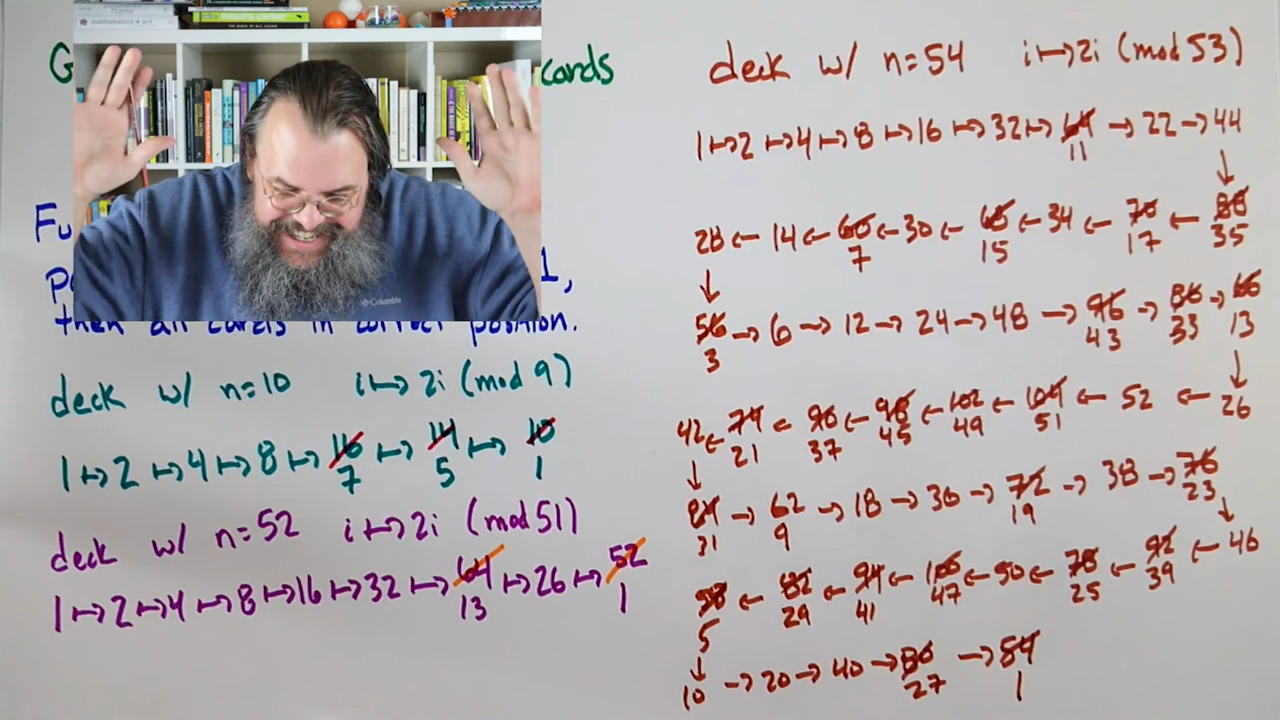 G cards
Fu
Po 1,
then all cards in correct position.
deck w/ n=10 i↦2i (mod 9)
1↦2↦4↦8↦16↦14↦10
7 5 1
deck w/ n=52 i↦2i (mod 51)
1↦2↦4↦8↦16↦32↦64↦26↦52
13 1
deck w/ n=54 i↦2i (mod 53)
1↦2↦4↦8↦16↦32↦64→22→44
11
↓
28←14←60←30←68←34←70←88
7 15 17 35
↓
56→6→12→24→48→96→86→66
3 43 33 13
↓
42←74←90←98←102←104←52←26
21 37 45 49 51
↓
84→62→18→36→72→38→76
31 9 19 23
↓
58←82←94←100←50←78←92←46
5 29 41 47 25 39
↓
10→20→40→80→54
27 1
Columbia